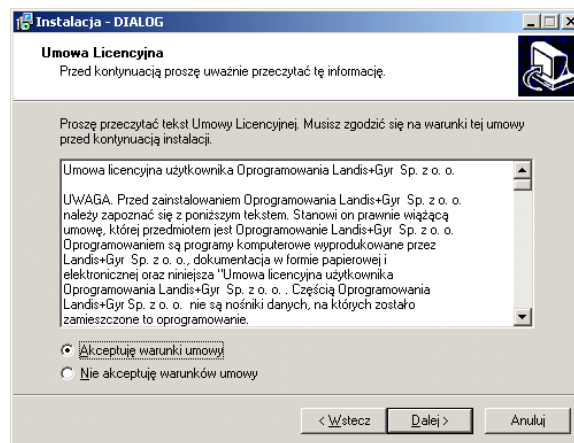 Instalacja - DIALOG
Umowa Licencyjna
Przed kontynuacją proszę uważnie przeczytać tę informację.
Proszę przeczytać tekst Umowy Licencyjnej. Musisz zgodzić się na warunki tej umowy
przed kontynuacją instalacji.
Umowa licencyjna użytkownika Oprogramowania Landis+Gyr Sp. z o. o.
UWAGA. Przed zainstalowaniem Oprogramowania Landis+Gyr Sp. z o. o.
należy zapoznać się z poniższym tekstem. Stanowi on prawnie wiążącą
umowę, której przedmiotem jest Oprogramowanie Landis+Gyr Sp. z o. o.
Oprogramowaniem są programy komputerowe wyprodukowane przez
Landis+Gyr Sp. z o. o., dokumentacja w formie papierowej i
elektronicznej oraz niniejsza "Umowa licencyjna użytkownika
Oprogramowania Landis+Gyr Sp. z o. o. . Częścią Oprogramowania
Landis+Gyr Sp. z o. o. nie są nośniki danych, na których zostało
zamieszczone to oprogramowanie.
Akceptuję warunki umowy
Nie akceptuję warunków umowy
< Wstecz
Dalej >
Anuluj